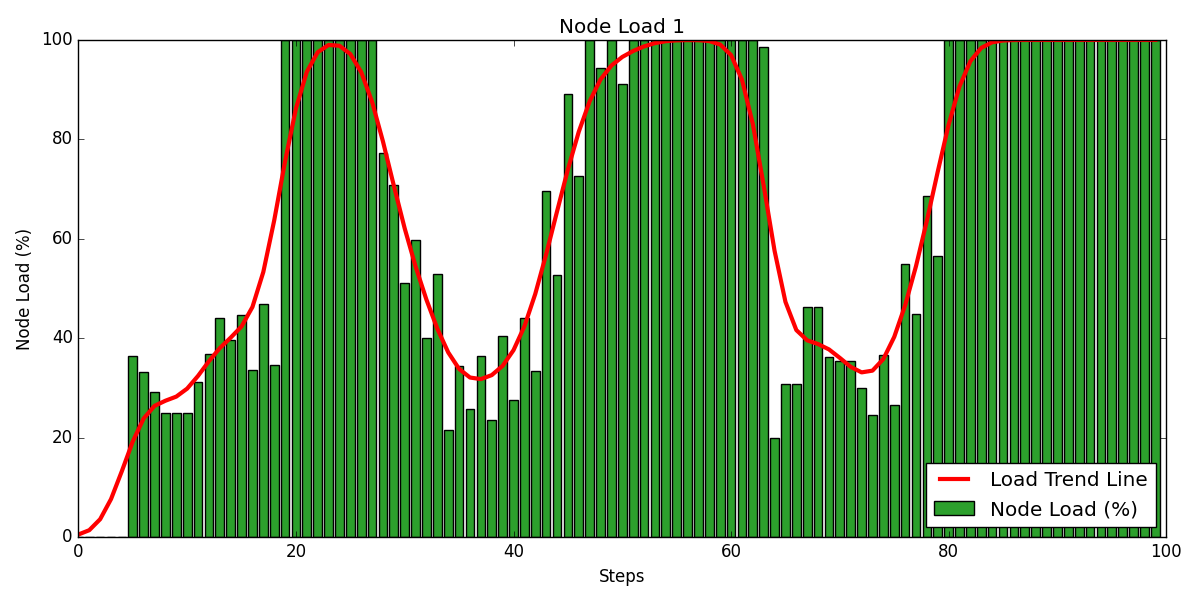 Node Load 1
100
80
60
40
20
0
Node Load (%)
Load Trend Line
Node Load (%)
0 20 40 60 80 100
Steps